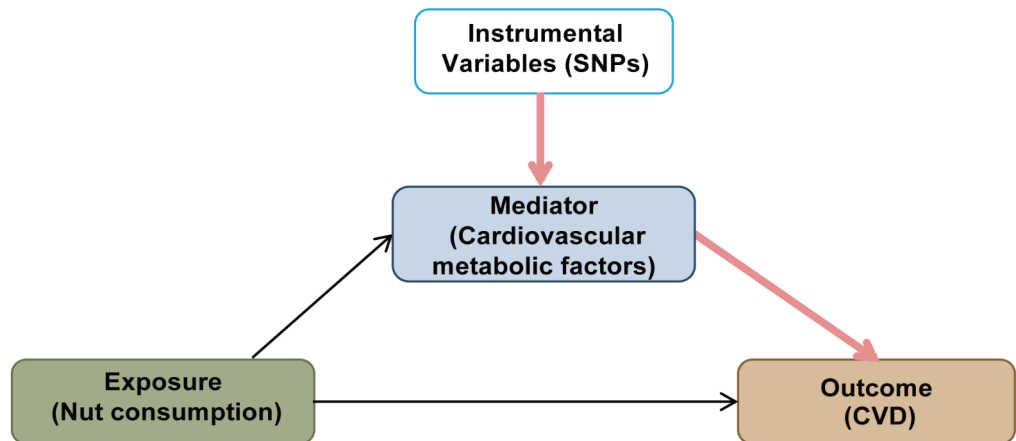 Instrumental
Variables (SNPs)
Mediator
(Cardiovascular
metabolic factors)
Exposure
(Nut consumption)
Outcome
(CVD)